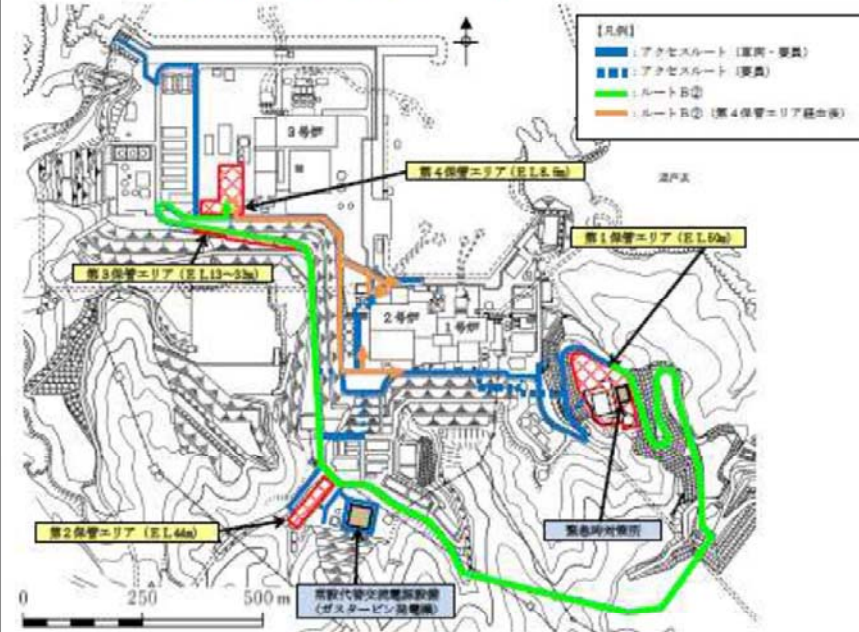 【凡例】
：アクセスルート（車両・要員）
：アクセスルート（要員）
：ルートB②
：ルートB②（第4保管エリア経由後）
3号炉
第4保管エリア（EL8.5m）
第1保管エリア（EL50m）
第3保管エリア（EL13～33m）
2号炉
1号炉
第2保管エリア（EL44m）
緊急時対策所
常設代替交流電源設備
（ガスタービン発電機）
0 250 500m